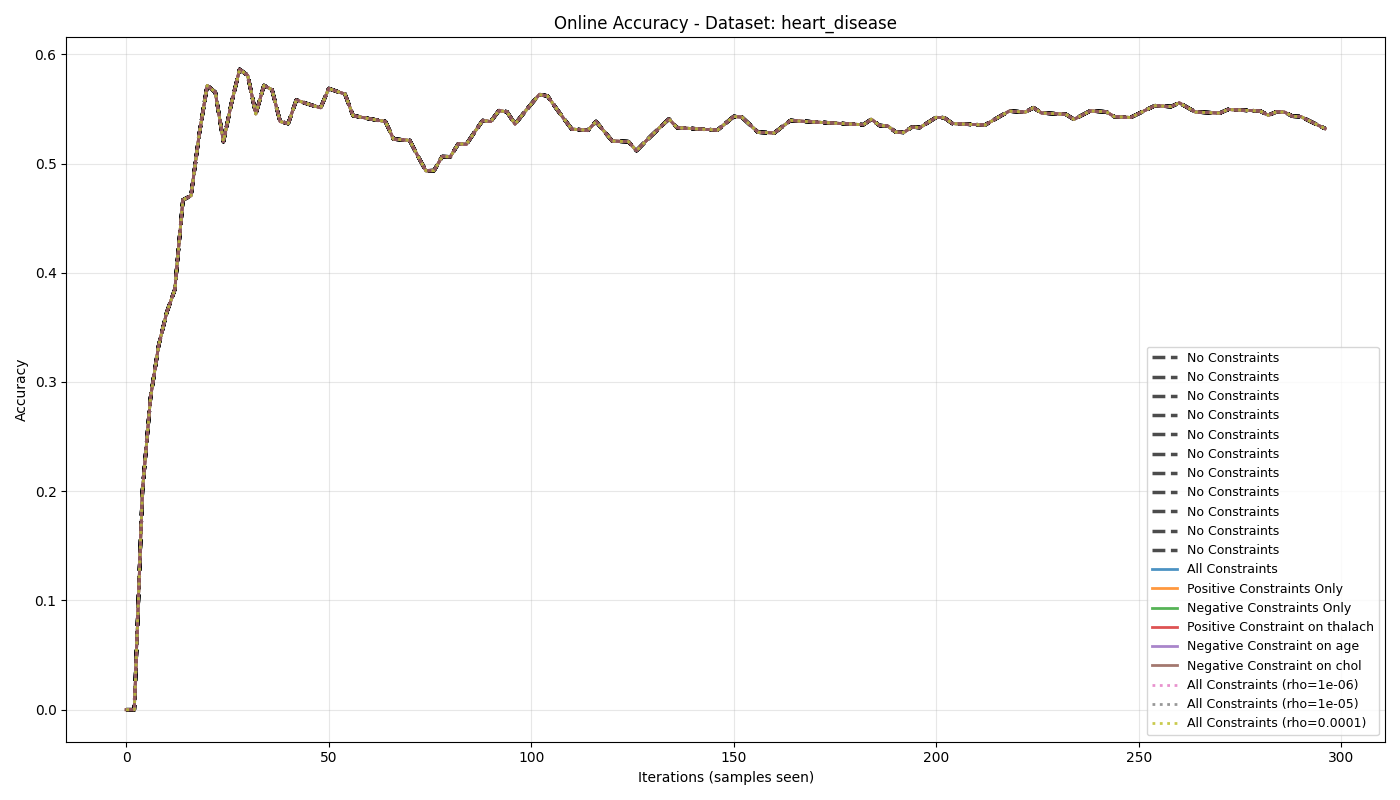 Online Accuracy - Dataset: heart_disease
Accuracy
0.6
0.5
0.4
0.3
0.2
0.1
0.0
No Constraints
No Constraints
No Constraints
No Constraints
No Constraints
No Constraints
No Constraints
No Constraints
No Constraints
No Constraints
No Constraints
All Constraints
Positive Constraints Only
Negative Constraints Only
Positive Constraint on thalach
Negative Constraint on age
Negative Constraint on chol
All Constraints (rho=1e-06)
All Constraints (rho=1e-05)
All Constraints (rho=0.0001)
0 50 100 150 200 250 300
Iterations (samples seen)